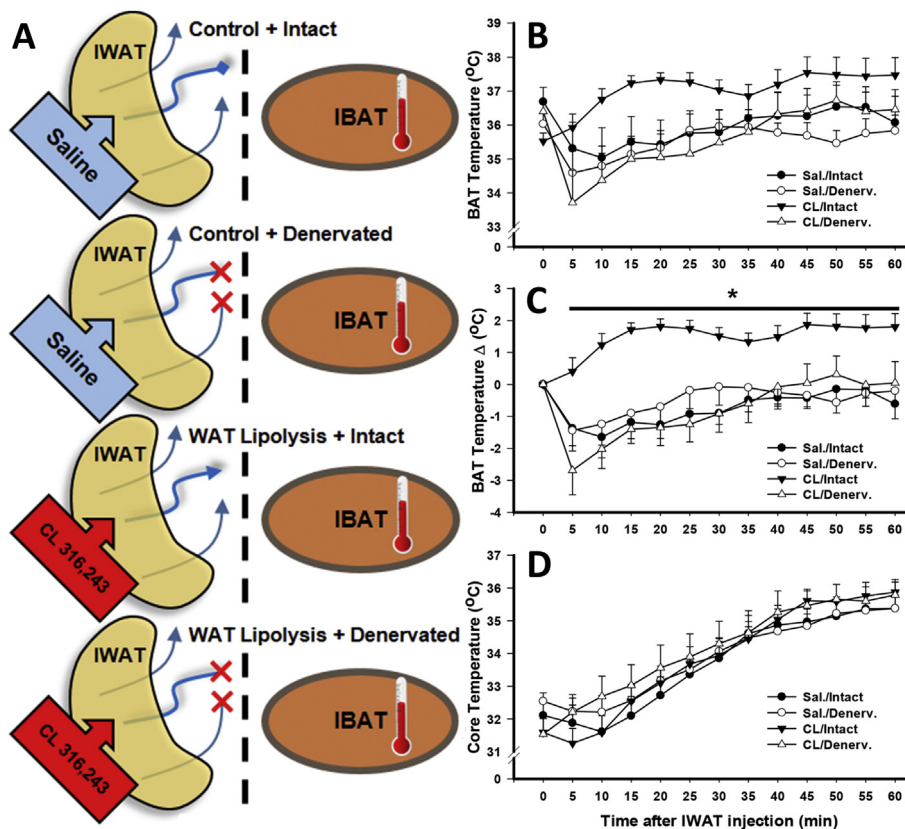 A
Control + Intact
IWAT
Saline
IBAT
Control + Denervated
IWAT
Saline
IBAT
WAT Lipolysis + Intact
IWAT
CL 316,243
IBAT
WAT Lipolysis + Denervated
IWAT
CL 316,243
IBAT
B
BAT Temperature (°C)
38
37
36
35
34
33
0
Sal./Intact
Sal./Denerv.
CL/Intact
CL/Denerv.
0 5 10 15 20 25 30 35 40 45 50 55 60
C
*
BAT Temperature Δ (°C)
3
2
1
0
-1
-2
-3
-4
Sal./Intact
Sal./Denerv.
CL/Intact
CL/Denerv.
0 5 10 15 20 25 30 35 40 45 50 55 60
D
Core Temperature (°C)
37
36
35
34
33
32
31
0
Sal./Intact
Sal./Denerv.
CL/Intact
CL/Denerv.
0 5 10 15 20 25 30 35 40 45 50 55 60
Time after IWAT injection (min)